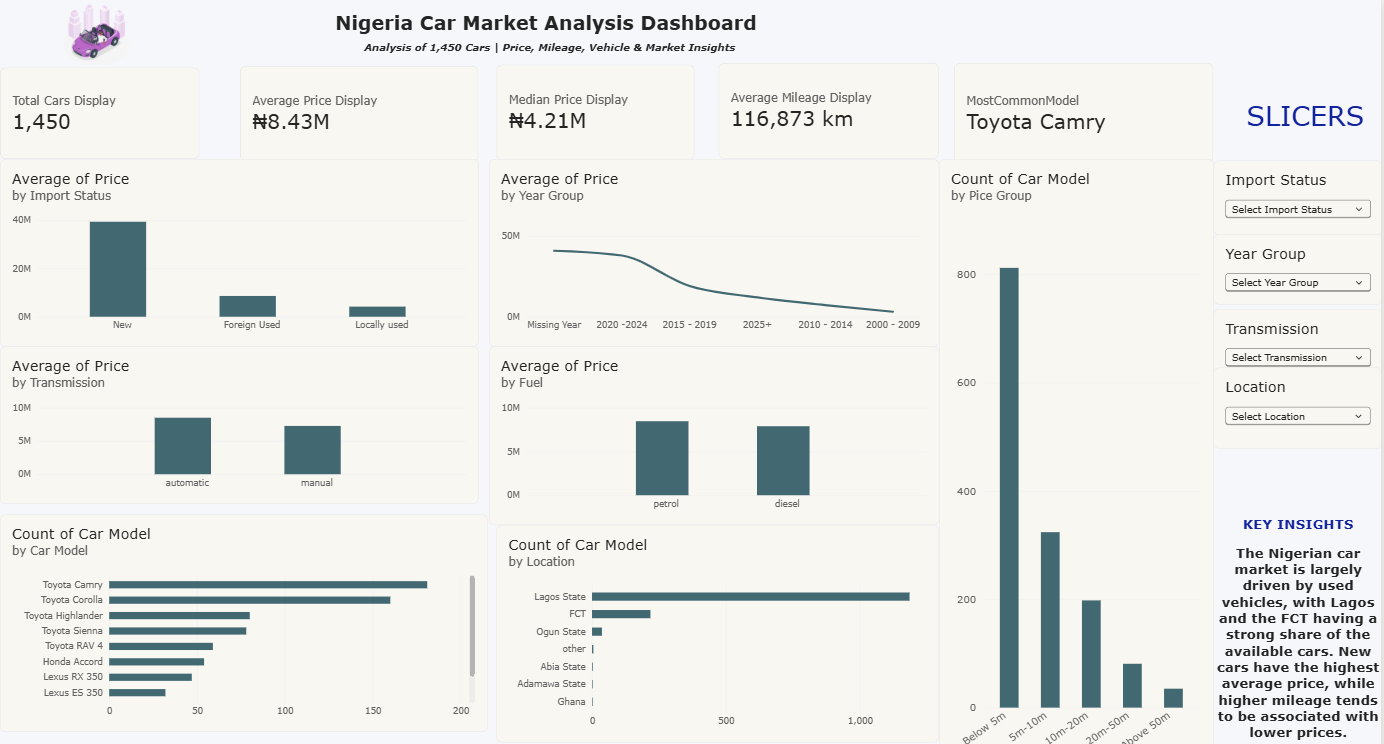 Nigeria Car Market Analysis Dashboard
Analysis of 1,450 Cars | Price, Mileage, Vehicle & Market Insights
Total Cars Display
1,450
Average Price Display
₦8.43M
Median Price Display
₦4.21M
Average Mileage Display
116,873 km
MostCommonModel
Toyota Camry
SLICERS
Average of Price
by Import Status
40M
20M
0M
New
Foreign Used
Locally used
Average of Price
by Year Group
50M
0M
Missing Year
2020 -2024
2015 - 2019
2025+
2010 - 2014
2000 - 2009
Count of Car Model
by Pice Group
800
600
400
200
0
Below 5m
5m-10m
10m-20m
20m-50m
Above 50m
Import Status
Select Import Status
Year Group
Select Year Group
Transmission
Select Transmission
Location
Select Location
Average of Price
by Transmission
10M
5M
0M
automatic
manual
Average of Price
by Fuel
10M
5M
0M
petrol
diesel
Count of Car Model
by Car Model
Toyota Camry
Toyota Corolla
Toyota Highlander
Toyota Sienna
Toyota RAV 4
Honda Accord
Lexus RX 350
Lexus ES 350
0
50
100
150
200
Count of Car Model
by Location
Lagos State
FCT
Ogun State
other
Abia State
Adamawa State
Ghana
0
500
1,000
KEY INSIGHTS
The Nigerian car
market is largely
driven by used
vehicles, with Lagos
and the FCT having a
strong share of the
available cars. New
cars have the highest
average price, while
higher mileage tends
to be associated with
lower prices.